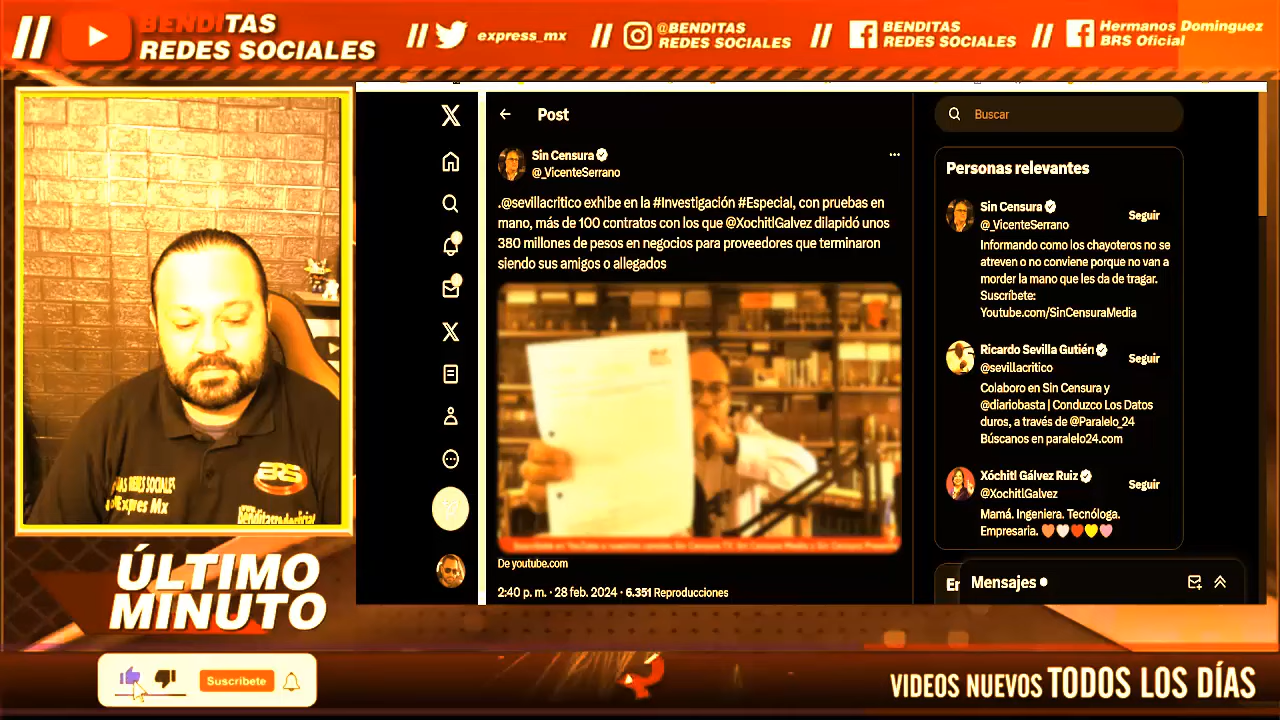 BENDITAS
REDES SOCIALES
express_mx
@BENDITAS
REDES SOCIALES
BENDITAS
REDES SOCIALES
Hermanos Dominguez
BRS Oficial
Post
Buscar
Sin Censura
@_VicenteSerrano
.@sevillacritico exhibe en la #Investigación #Especial, con pruebas en
mano, más de 100 contratos con los que @XochitlGalvez dilapidó unos
380 millones de pesos en negocios para proveedores que terminaron
siendo sus amigos o allegados
De youtube.com
2:40 p. m. · 28 feb. 2024 · 6.351 Reproducciones
Personas relevantes
Sin Censura
@_VicenteSerrano
Seguir
Informando como los chayoteros no se
atreven o no conviene porque no van a
morder la mano que les da de tragar.
Suscríbete:
Youtube.com/SinCensuraMedia
Ricardo Sevilla Gutiérr
@sevillacritico
Seguir
Colaboro en Sin Censura y
@diariobasta | Conduzco Los Datos
duros, a través de @Paralelo_24
Búscanos en paralelo24.com
Xóchitl Gálvez Ruiz
@XochitlGalvez
Seguir
Mamá. Ingeniera. Tecnóloga.
Empresaria. 🧡🤍❤️💛🩷
Mensajes
REDES SOCIALES
Expres Mx
BRS
ÚLTIMO
MINUTO
Suscríbete
VIDEOS NUEVOS TODOS LOS DÍAS